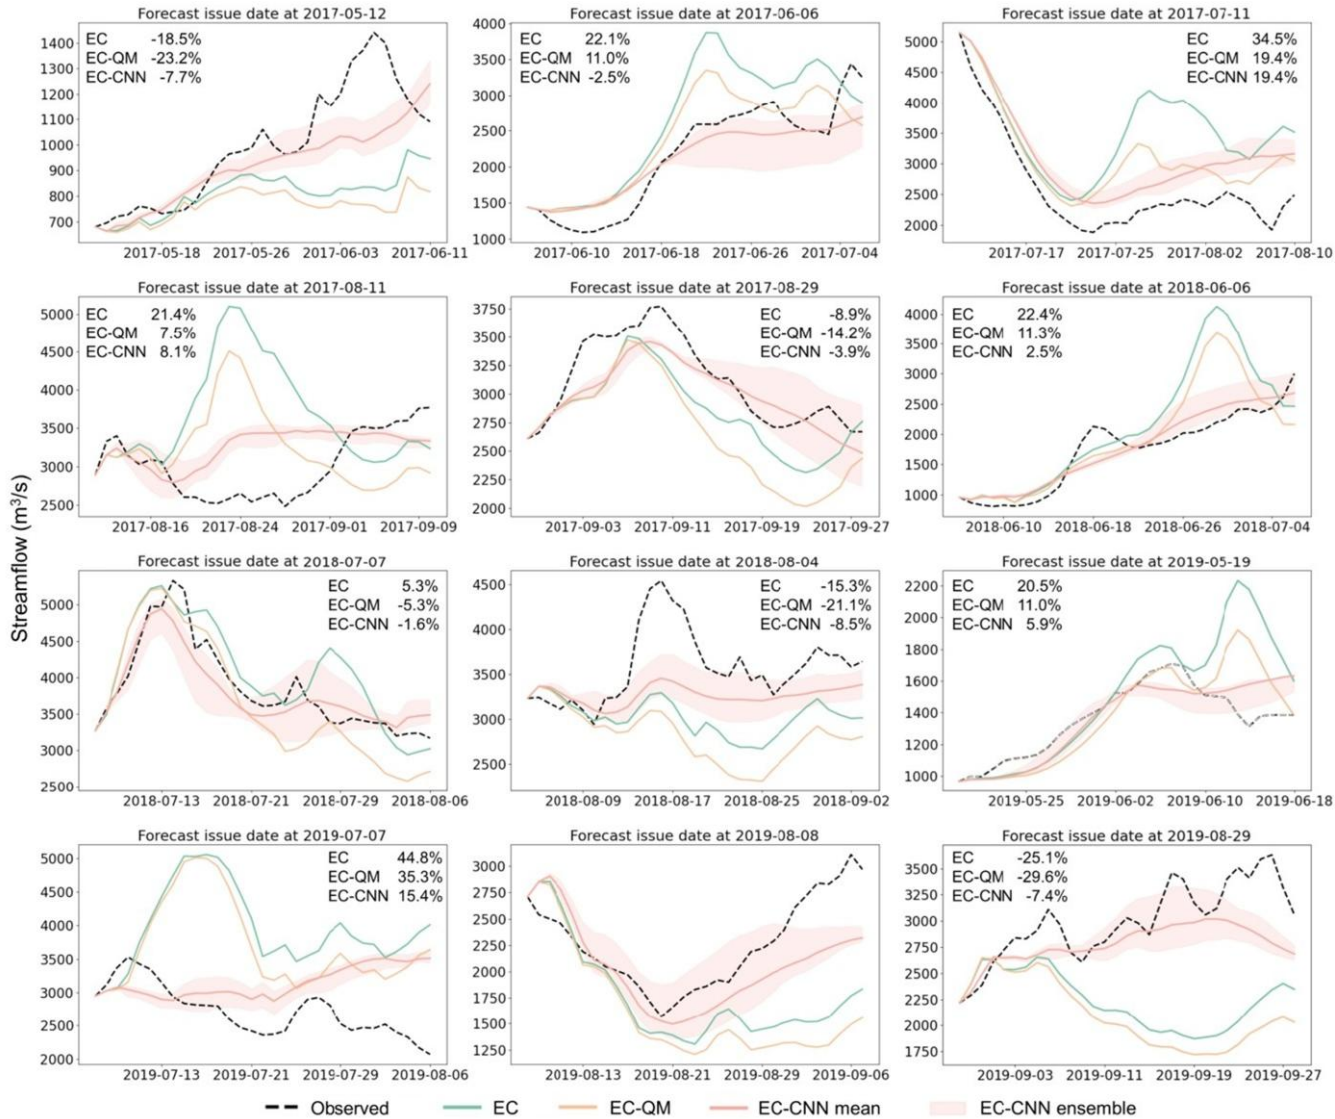 Streamflow (m³/s)
Forecast issue date at 2017-05-12
EC -18.5%
EC-QM -23.2%
EC-CNN -7.7%
1400
1300
1200
1100
1000
900
800
700
2017-05-18 2017-05-26 2017-06-03 2017-06-11
Forecast issue date at 2017-06-06
EC 22.1%
EC-QM 11.0%
EC-CNN -2.5%
4000
3500
3000
2500
2000
1500
1000
2017-06-10 2017-06-18 2017-06-26 2017-07-04
Forecast issue date at 2017-07-11
EC 34.5%
EC-QM 19.4%
EC-CNN 19.4%
5000
4500
4000
3500
3000
2500
2000
2017-07-17 2017-07-25 2017-08-02 2017-08-10
Forecast issue date at 2017-08-11
EC 21.4%
EC-QM 7.5%
EC-CNN 8.1%
5000
4500
4000
3500
3000
2500
2017-08-16 2017-08-24 2017-09-01 2017-09-09
Forecast issue date at 2017-08-29
EC -8.9%
EC-QM -14.2%
EC-CNN -3.9%
3750
3500
3250
3000
2750
2500
2250
2000
2017-09-03 2017-09-11 2017-09-19 2017-09-27
Forecast issue date at 2018-06-06
EC 22.4%
EC-QM 11.3%
EC-CNN 2.5%
4000
3500
3000
2500
2000
1500
1000
2018-06-10 2018-06-18 2018-06-26 2018-07-04
Forecast issue date at 2018-07-07
EC 5.3%
EC-QM -5.3%
EC-CNN -1.6%
5000
4500
4000
3500
3000
2500
2018-07-13 2018-07-21 2018-07-29 2018-08-06
Forecast issue date at 2018-08-04
EC -15.3%
EC-QM -21.1%
EC-CNN -8.5%
4500
4000
3500
3000
2500
2018-08-09 2018-08-17 2018-08-25 2018-09-02
Forecast issue date at 2019-05-19
EC 20.5%
EC-QM 11.0%
EC-CNN 5.9%
2200
2000
1800
1600
1400
1200
1000
2019-05-25 2019-06-02 2019-06-10 2019-06-18
Forecast issue date at 2019-07-07
EC 44.8%
EC-QM 35.3%
EC-CNN 15.4%
5000
4500
4000
3500
3000
2500
2000
2019-07-13 2019-07-21 2019-07-29 2019-08-06
Forecast issue date at 2019-08-08
3000
2750
2500
2250
2000
1750
1500
1250
2019-08-13 2019-08-21 2019-08-29 2019-09-06
Forecast issue date at 2019-08-29
EC -25.1%
EC-QM -29.6%
EC-CNN -7.4%
3500
3250
3000
2750
2500
2250
2000
1750
2019-09-03 2019-09-11 2019-09-19 2019-09-27
Observed EC EC-QM EC-CNN mean EC-CNN ensemble